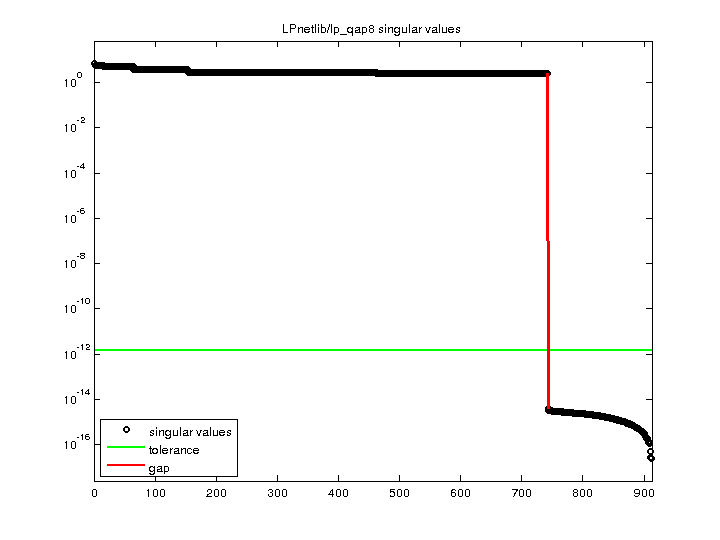 LPnetlib/lp_qap8 singular values
10^0
10^-2
10^-4
10^-6
10^-8
10^-10
10^-12
10^-14
10^-16
singular values
tolerance
gap
0 100 200 300 400 500 600 700 800 900